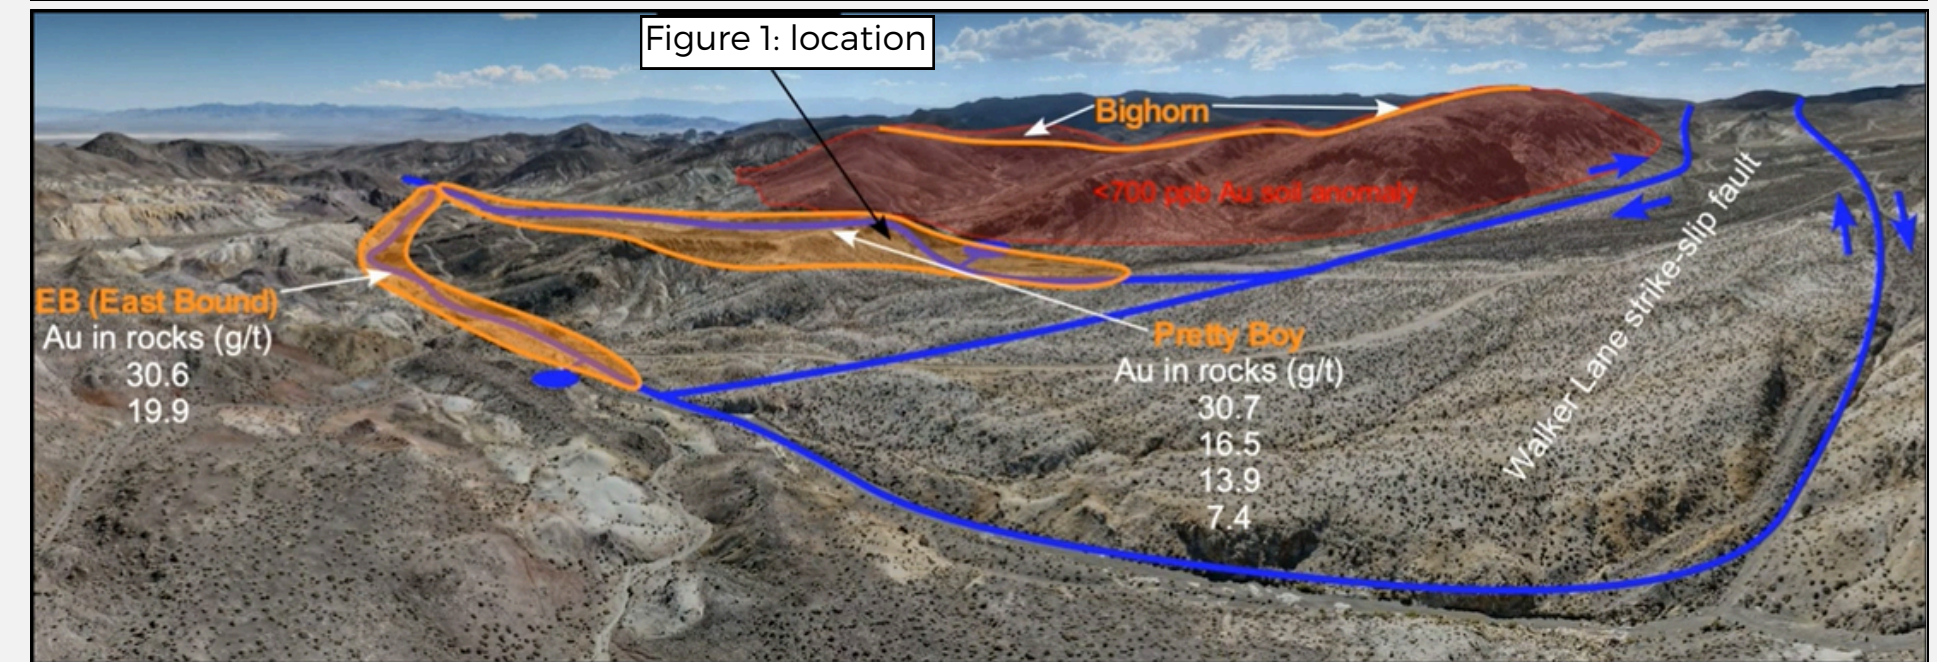 Figure 1: location
Bighorn
<700 ppb Au soil anomaly
Walker Lane strike-slip fault
EB (East Bound)
Au in rocks (g/t)
30.6
19.9
Pretty Boy
Au in rocks (g/t)
30.7
16.5
13.9
7.4